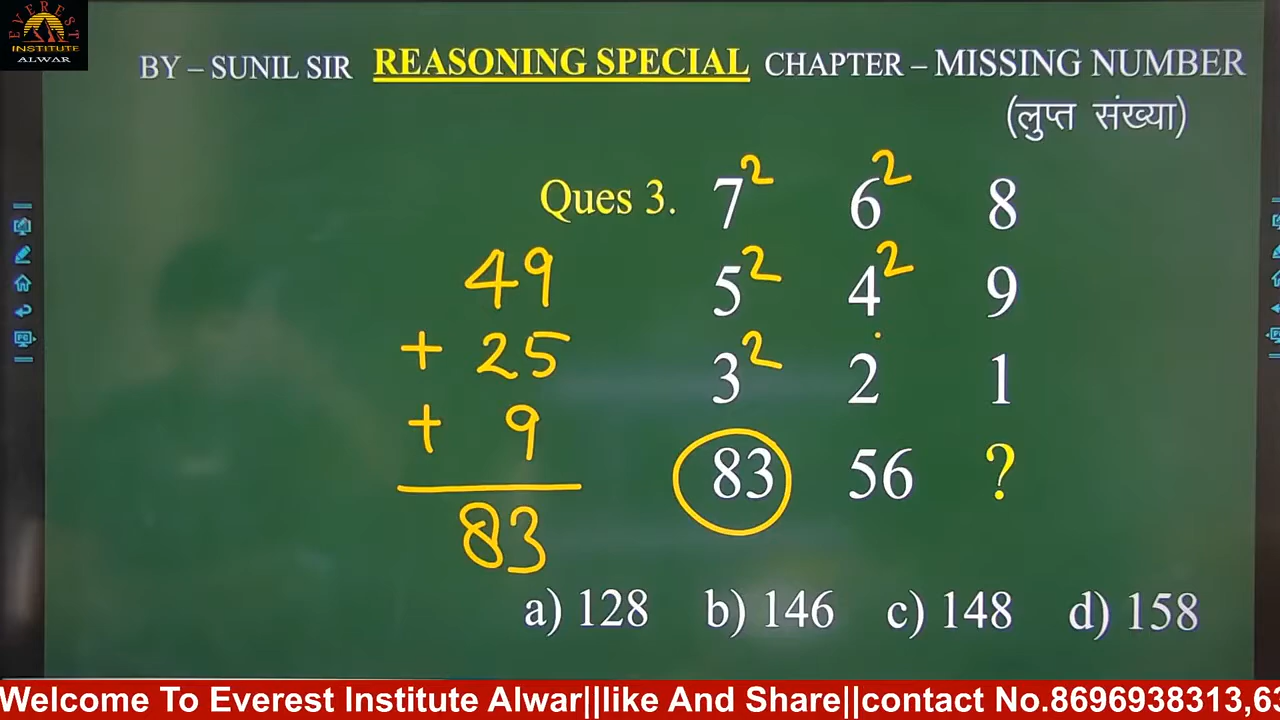 EVEREST
INSTITUTE
ALWAR
BY – SUNIL SIR REASONING SPECIAL CHAPTER – MISSING NUMBER
(लुप्त संख्या)
Ques 3. 7² 6² 8
49 5² 4² 9
+ 25 3² 2 1
+ 9
83 56 ?
83
a) 128 b) 146 c) 148 d) 158
Welcome To Everest Institute Alwar||like And Share||contact No.8696938313,63